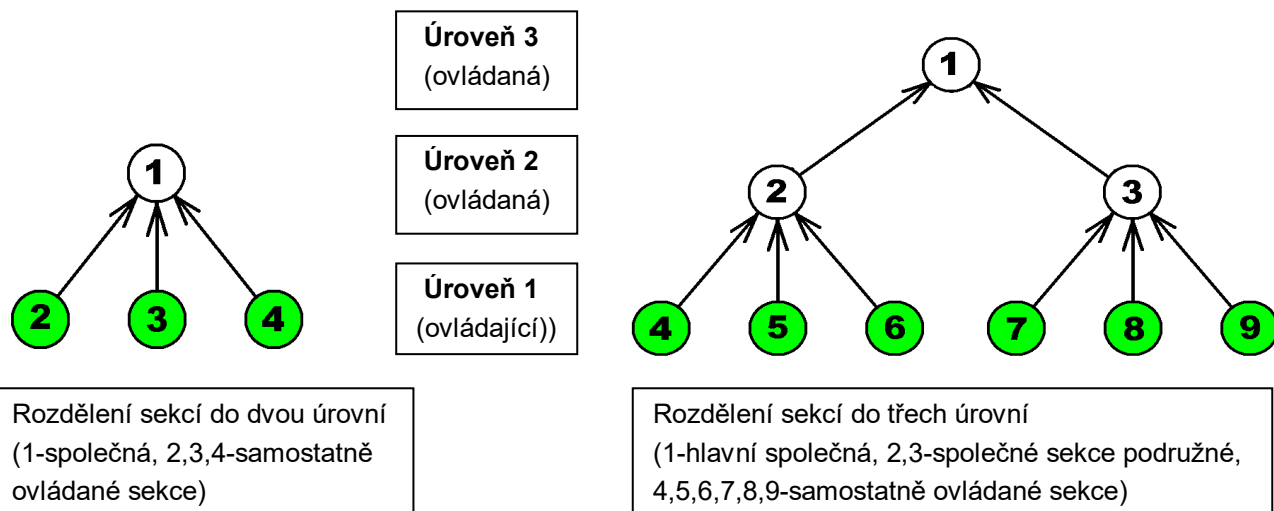 Úroveň 3
(ovládaná)
1
Úroveň 2
(ovládaná)
1
2
3
Úroveň 1
(ovládající))
2
3
4
4
5
6
7
8
9
Rozdělení sekcí do dvou úrovní
(1-společná, 2,3,4-samostatně
ovládané sekce)
Rozdělení sekcí do třech úrovní
(1-hlavní společná, 2,3-společné sekce podružné,
4,5,6,7,8,9-samostatně ovládané sekce)